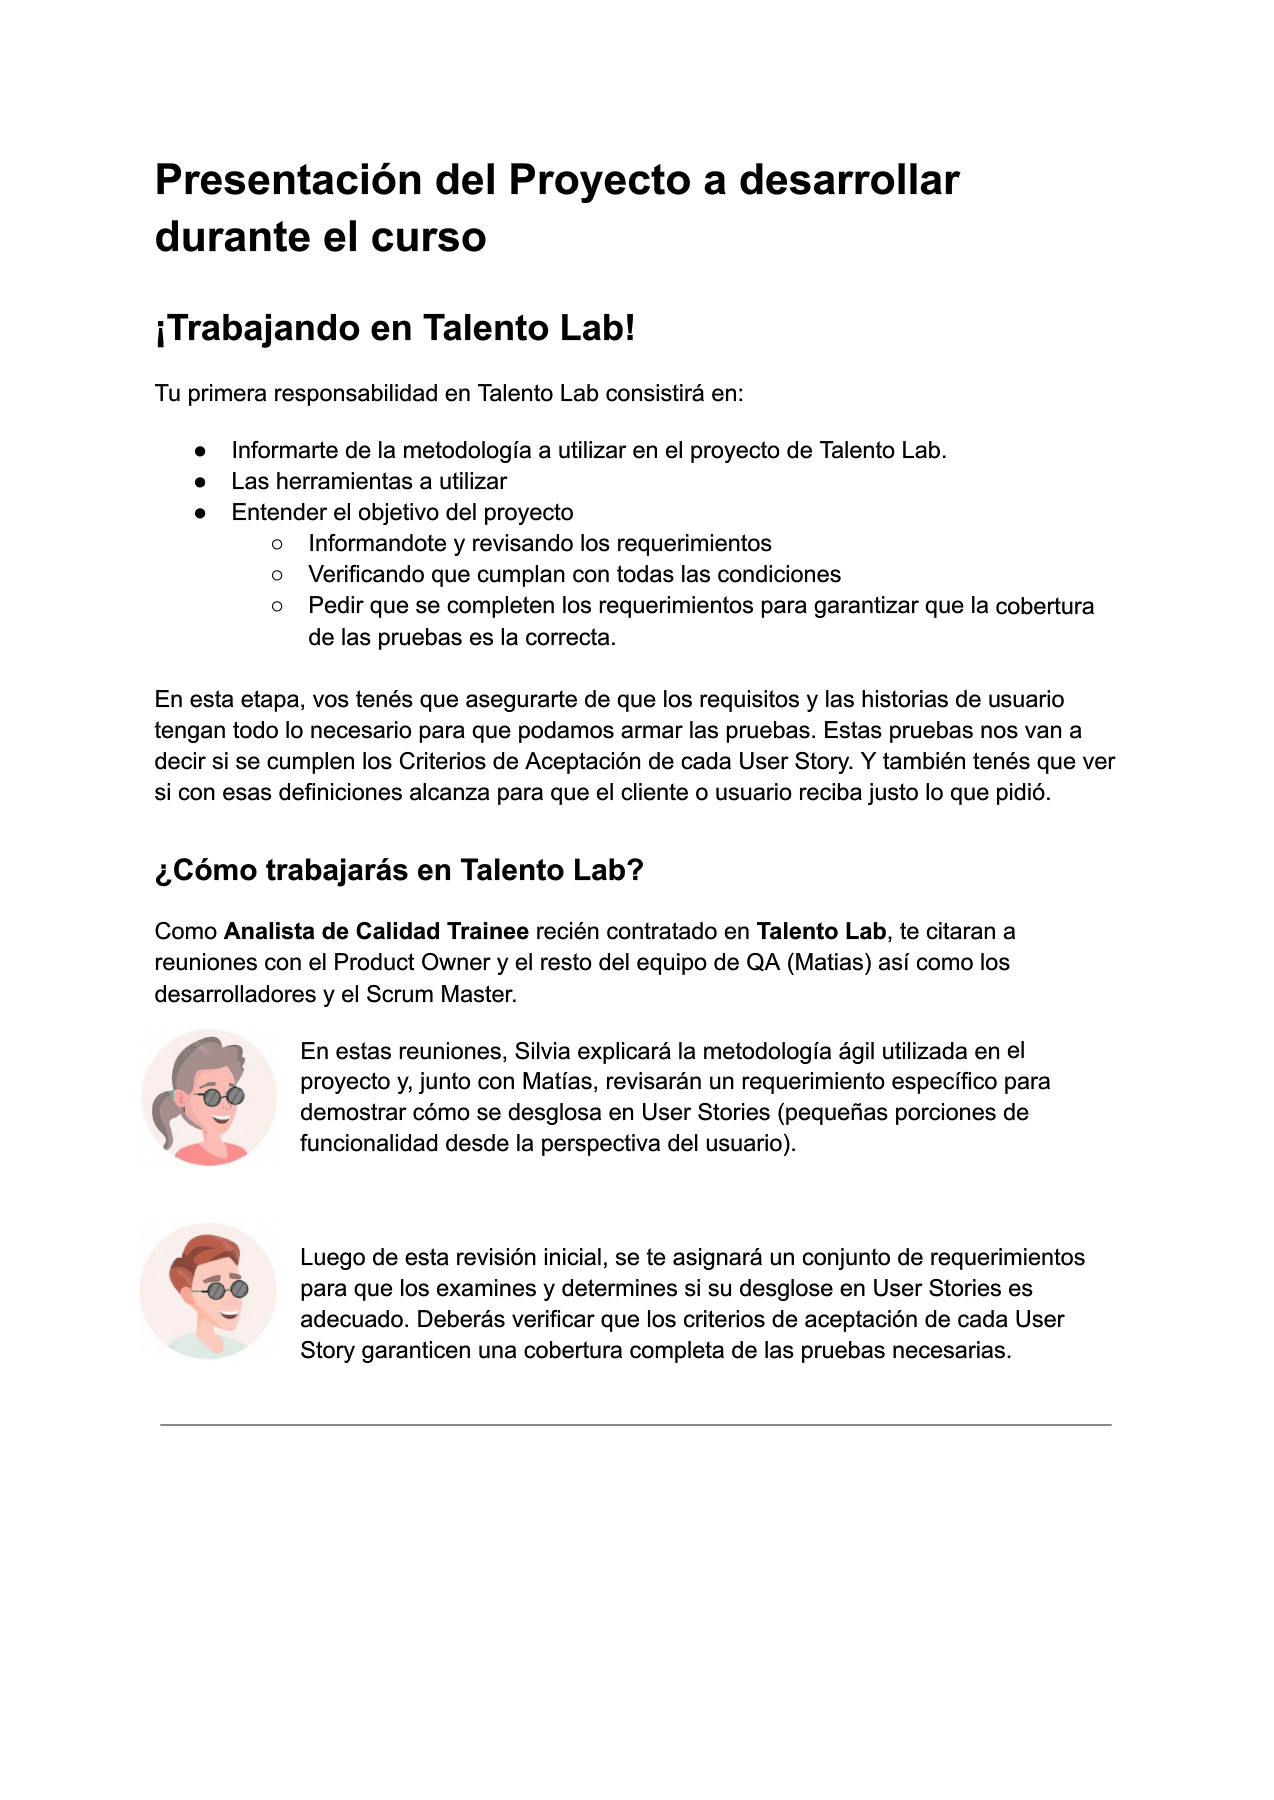 Presentación del Proyecto a desarrollar
durante el curso
¡Trabajando en Talento Lab!
Tu primera responsabilidad en Talento Lab consistirá en:
● Informarte de la metodología a utilizar en el proyecto de Talento Lab.
● Las herramientas a utilizar
● Entender el objetivo del proyecto
○ Informandote y revisando los requerimientos
○ Verificando que cumplan con todas las condiciones
○ Pedir que se completen los requerimientos para garantizar que la cobertura
de las pruebas es la correcta.
En esta etapa, vos tenés que asegurarte de que los requisitos y las historias de usuario
tengan todo lo necesario para que podamos armar las pruebas. Estas pruebas nos van a
decir si se cumplen los Criterios de Aceptación de cada User Story. Y también tenés que ver
si con esas definiciones alcanza para que el cliente o usuario reciba justo lo que pidió.
¿Cómo trabajarás en Talento Lab?
Como Analista de Calidad Trainee recién contratado en Talento Lab, te citaran a
reuniones con el Product Owner y el resto del equipo de QA (Matias) así como los
desarrolladores y el Scrum Master.
En estas reuniones, Silvia explicará la metodología ágil utilizada en el
proyecto y, junto con Matías, revisarán un requerimiento específico para
demostrar cómo se desglosa en User Stories (pequeñas porciones de
funcionalidad desde la perspectiva del usuario).
Luego de esta revisión inicial, se te asignará un conjunto de requerimientos
para que los examines y determines si su desglose en User Stories es
adecuado. Deberás verificar que los criterios de aceptación de cada User
Story garanticen una cobertura completa de las pruebas necesarias.